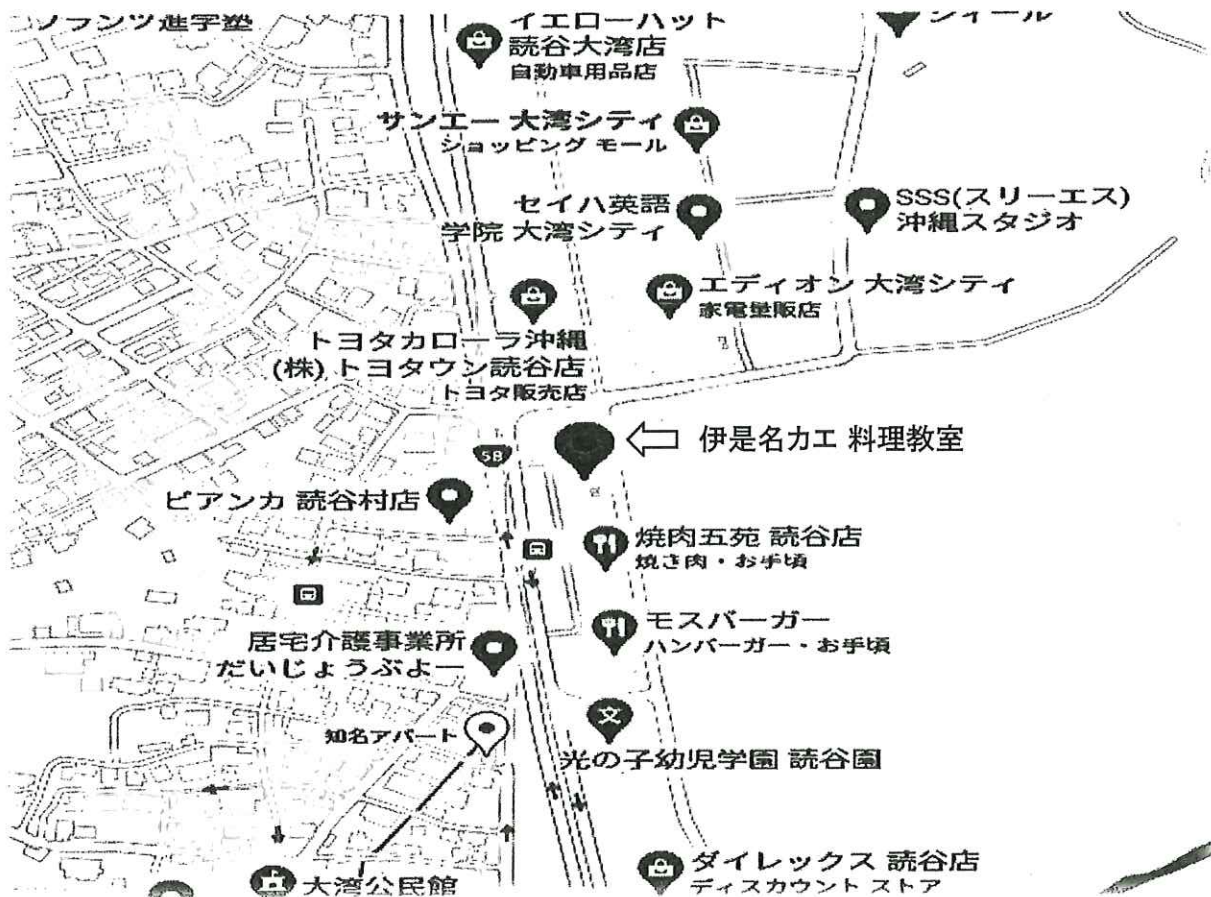 フランツ進学塾
イエローハット
読谷大湾店
自動車用品店
シィール
サンエー 大湾シティ
ショッピング モール
セイハ英語
学院 大湾シティ
SSS(スリーエス)
沖縄スタジオ
エディオン 大湾シティ
家電量販店
トヨタカローラ沖縄
(株) トヨタウン読谷店
トヨタ販売店
58
伊是名カエ 料理教室
ビアンカ 読谷村店
焼肉五苑 読谷店
焼き肉・お手頃
モスバーガー
ハンバーガー・お手頃
居宅介護事業所
だいじょうぶよー
知名アパート
文
光の子幼児学園 読谷園
ダイレックス 読谷店
ディスカウント ストア
大湾公民館